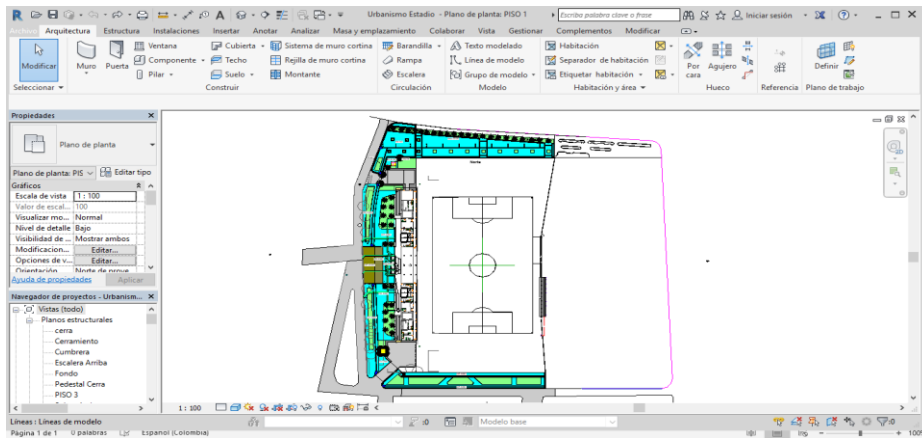 Urbanismo Estadio - Plano de planta: PISO 1
Escriba palabra clave o frase
Iniciar sesión
Archivo Arquitectura Estructura Instalaciones Insertar Anotar Analizar Masa y emplazamiento Colaborar Vista Gestionar Complementos Modificar
Modificar
Muro
Puerta
Ventana
Componente
Pilar
Cubierta
Techo
Suelo
Sistema de muro cortina
Rejilla de muro cortina
Montante
Barandilla
Rampa
Escalera
Texto modelado
Línea de modelo
Grupo de modelo
Habitación
Separador de habitación
Etiquetar habitación
Por cara
Agujero
Definir
Seleccionar
Construir
Circulación
Modelo
Habitación y área
Hueco
Referencia
Plano de trabajo
Propiedades
Plano de planta
Plano de planta: PIS
Editar tipo
Gráficos
Escala de vista 1 : 100
Valor de escal... 100
Visualizar mo... Normal
Nivel de detalle Bajo
Visibilidad de ... Mostrar ambos
Modificacion... Editar...
Opciones de v... Editar...
Orientación Norte de proye
Ayuda de propiedades Aplicar
Navegador de proyectos - Urbanism...
Vistas (todo)
Planos estructurales
cerra
Cerramiento
Cumbrera
Escalera Arriba
Fondo
Pedestal Cerra
PISO 3
1 : 100
Líneas : Líneas de modelo
:0
Modelo base
:0
Página 1 de 1 0 palabras Español (Colombia)
100